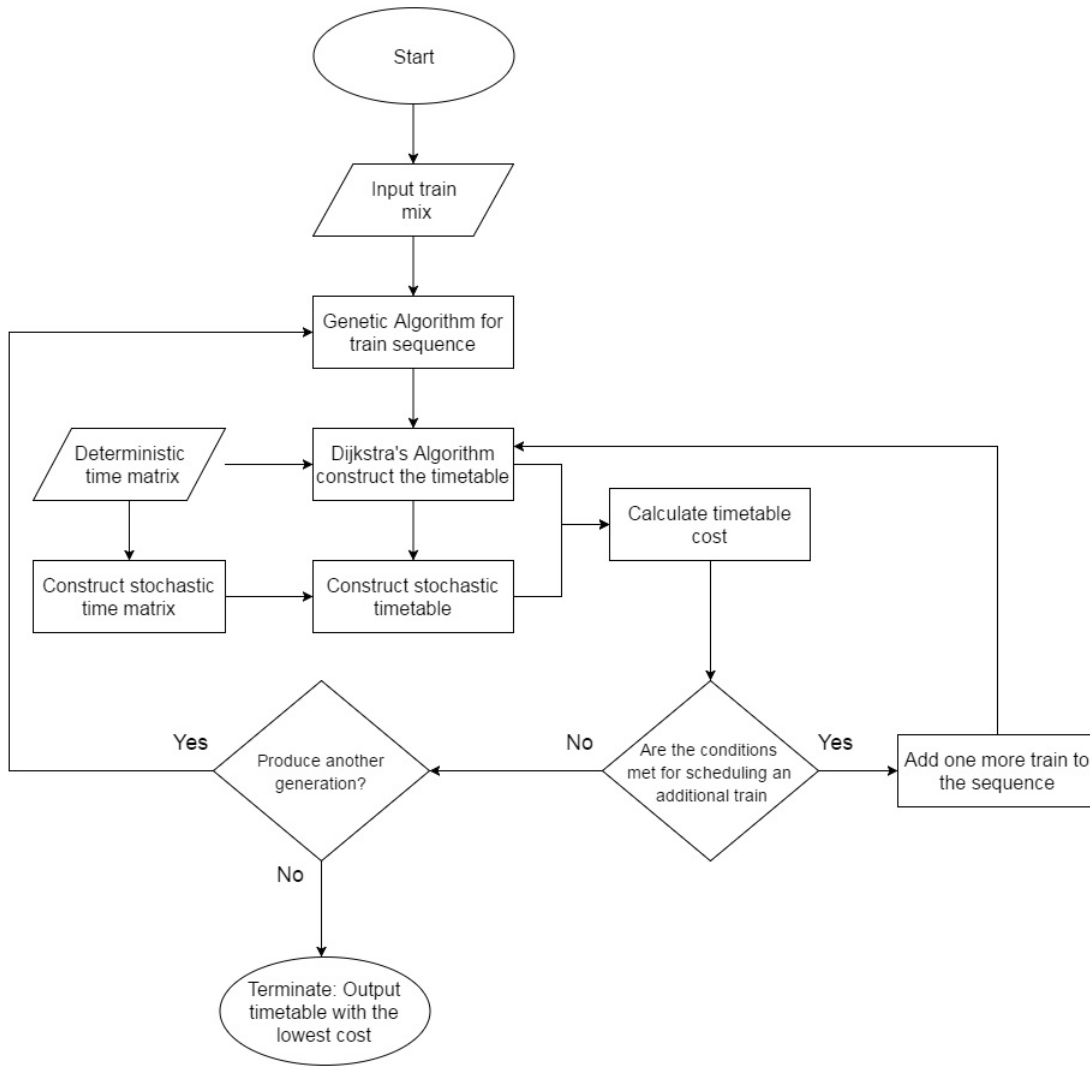 Start
Input train
mix
Genetic Algorithm for
train sequence
Deterministic
time matrix
Dijkstra's Algorithm
construct the timetable
Calculate timetable
cost
Construct stochastic
time matrix
Construct stochastic
timetable
Yes
Produce another
generation?
No
Are the conditions
met for scheduling an
additional train
Yes
Add one more train to
the sequence
No
Terminate: Output
timetable with the
lowest cost